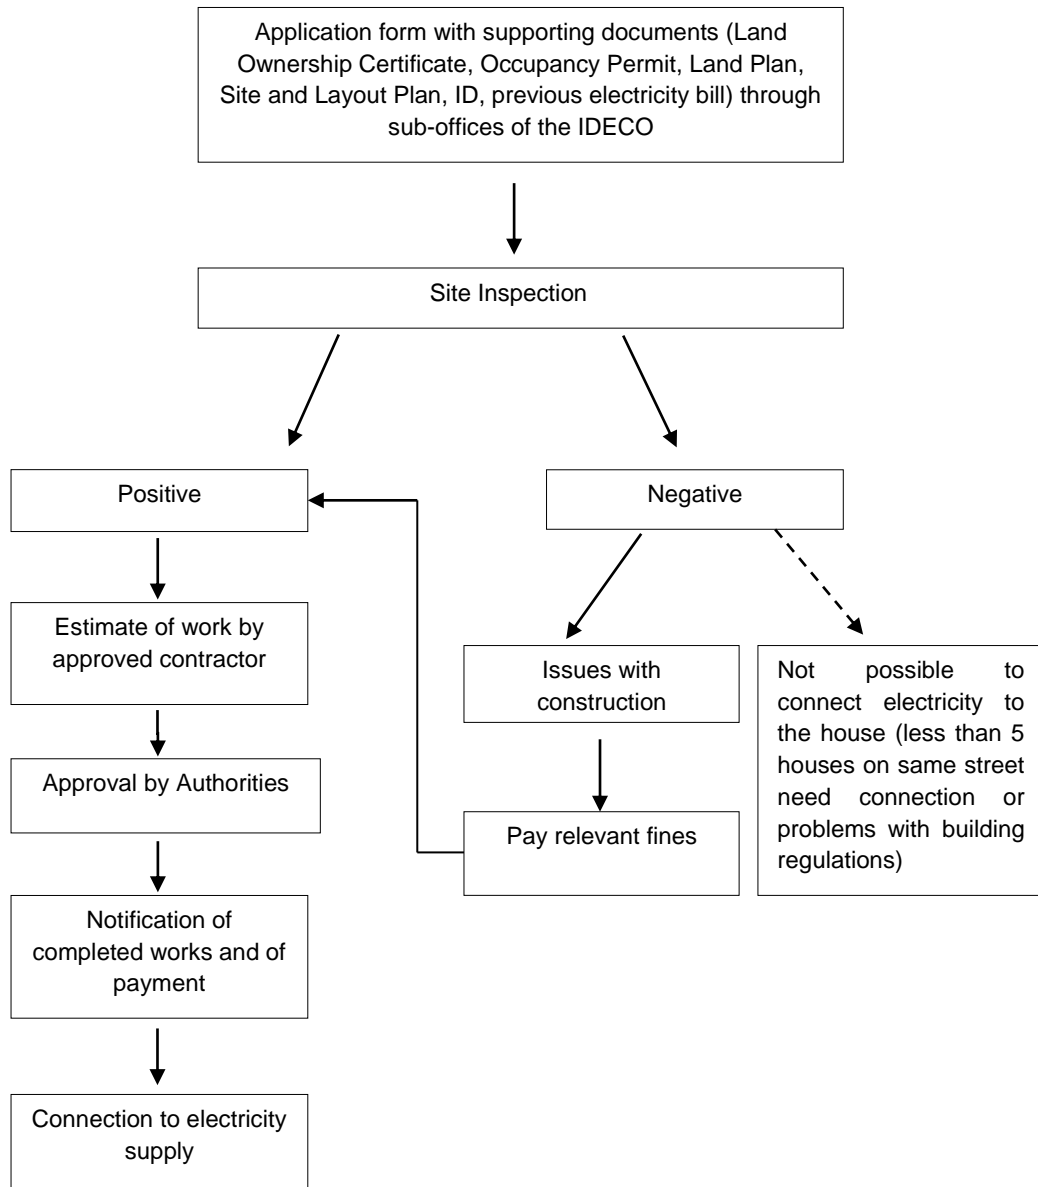 Application form with supporting documents (Land
Ownership Certificate, Occupancy Permit, Land Plan,
Site and Layout Plan, ID, previous electricity bill) through
sub-offices of the IDECO
Site Inspection
Positive
Negative
Estimate of work by
approved contractor
Issues with
construction
Not possible to
connect electricity to
the house (less than 5
houses on same street
need connection or
problems with building
regulations)
Approval by Authorities
Pay relevant fines
Notification of
completed works and of
payment
Connection to electricity
supply